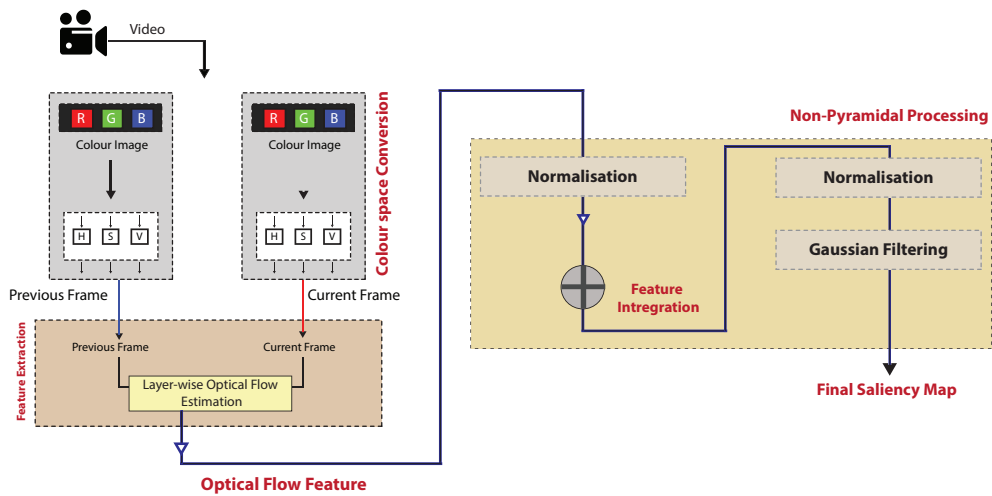 Video
R G B
Colour Image
H S V
Previous Frame
R G B
Colour Image
H S V
Current Frame
Colour space Conversion
Feature Extraction
Previous Frame
Current Frame
Layer-wise Optical Flow
Estimation
Optical Flow Feature
Non-Pyramidal Processing
Normalisation
Feature
Intregration
Normalisation
Gaussian Filtering
Final Saliency Map